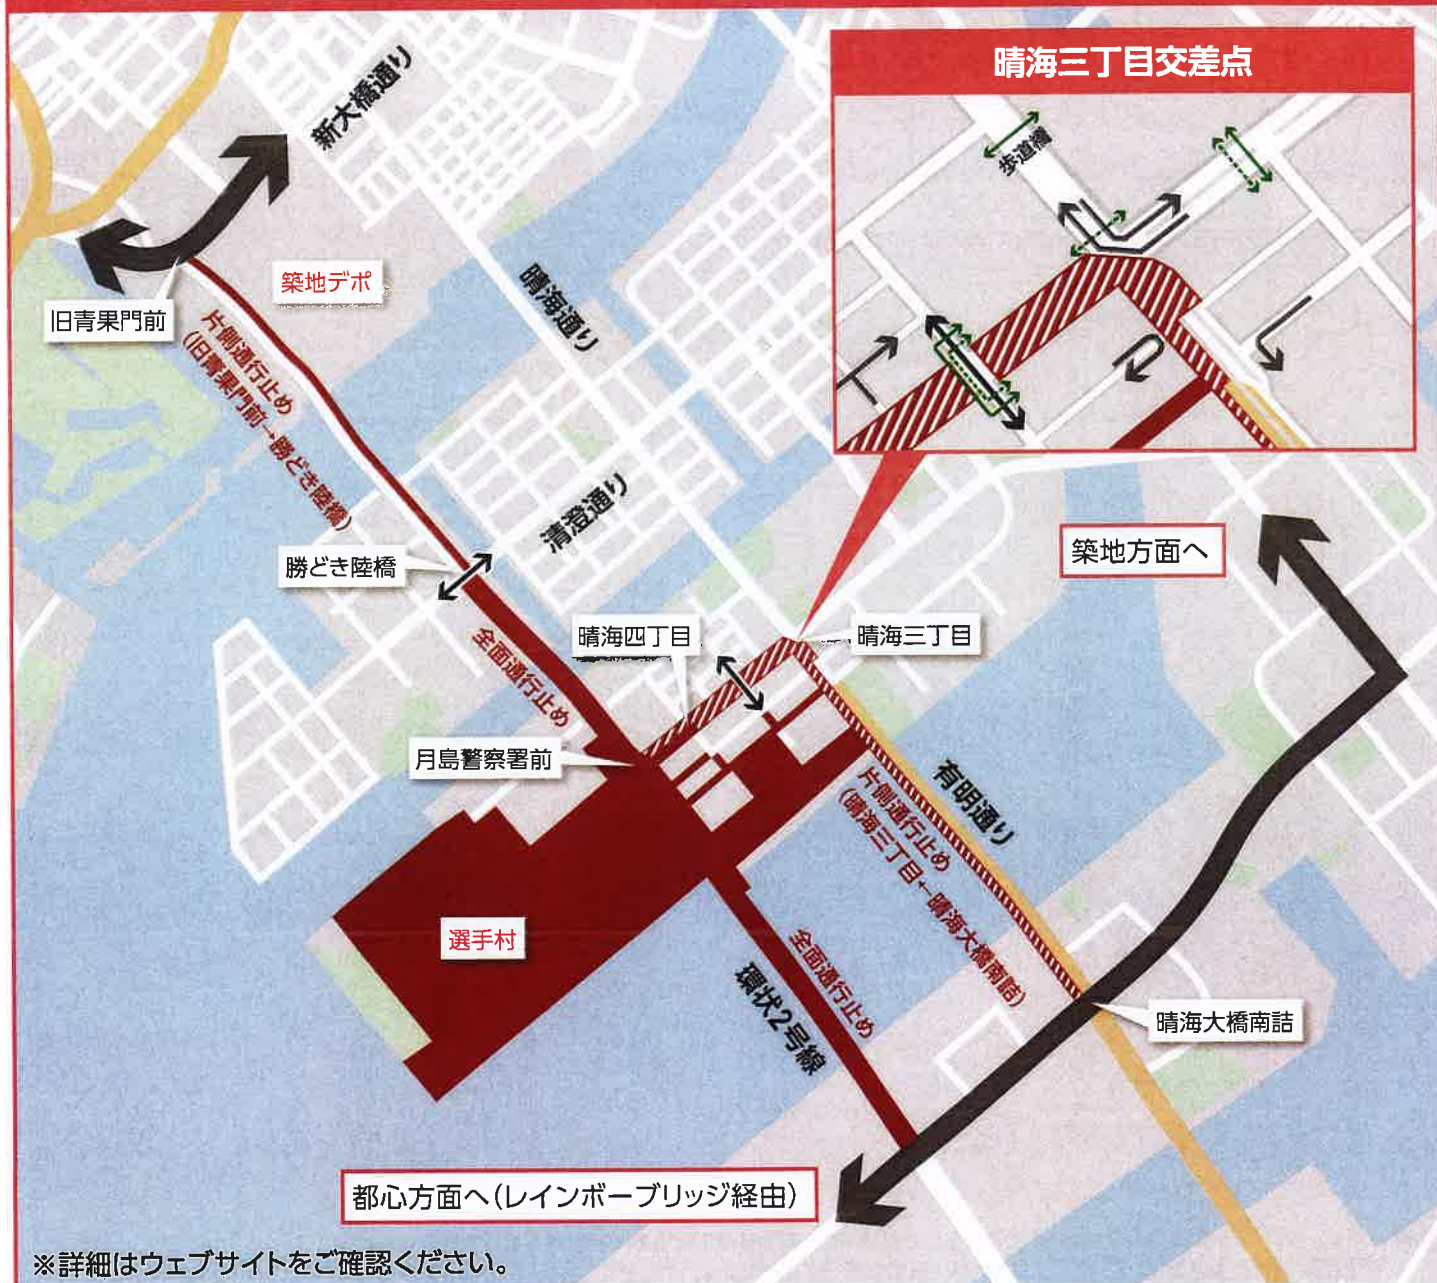 晴海三丁目交差点
歩道橋
新大橋通り
築地デポ
旧青果門前
晴海通り
片側通行止め
(旧青果門前→勝どき陸橋)
清澄通り
勝どき陸橋
築地方面へ
晴海四丁目
晴海三丁目
全面通行止め
月島警察署前
有明通り
片側通行止め
(晴海三丁目←晴海大橋南詰)
選手村
全面通行止め
環状2号線
晴海大橋南詰
都心方面へ(レインボーブリッジ経由)
※詳細はウェブサイトをご確認ください。